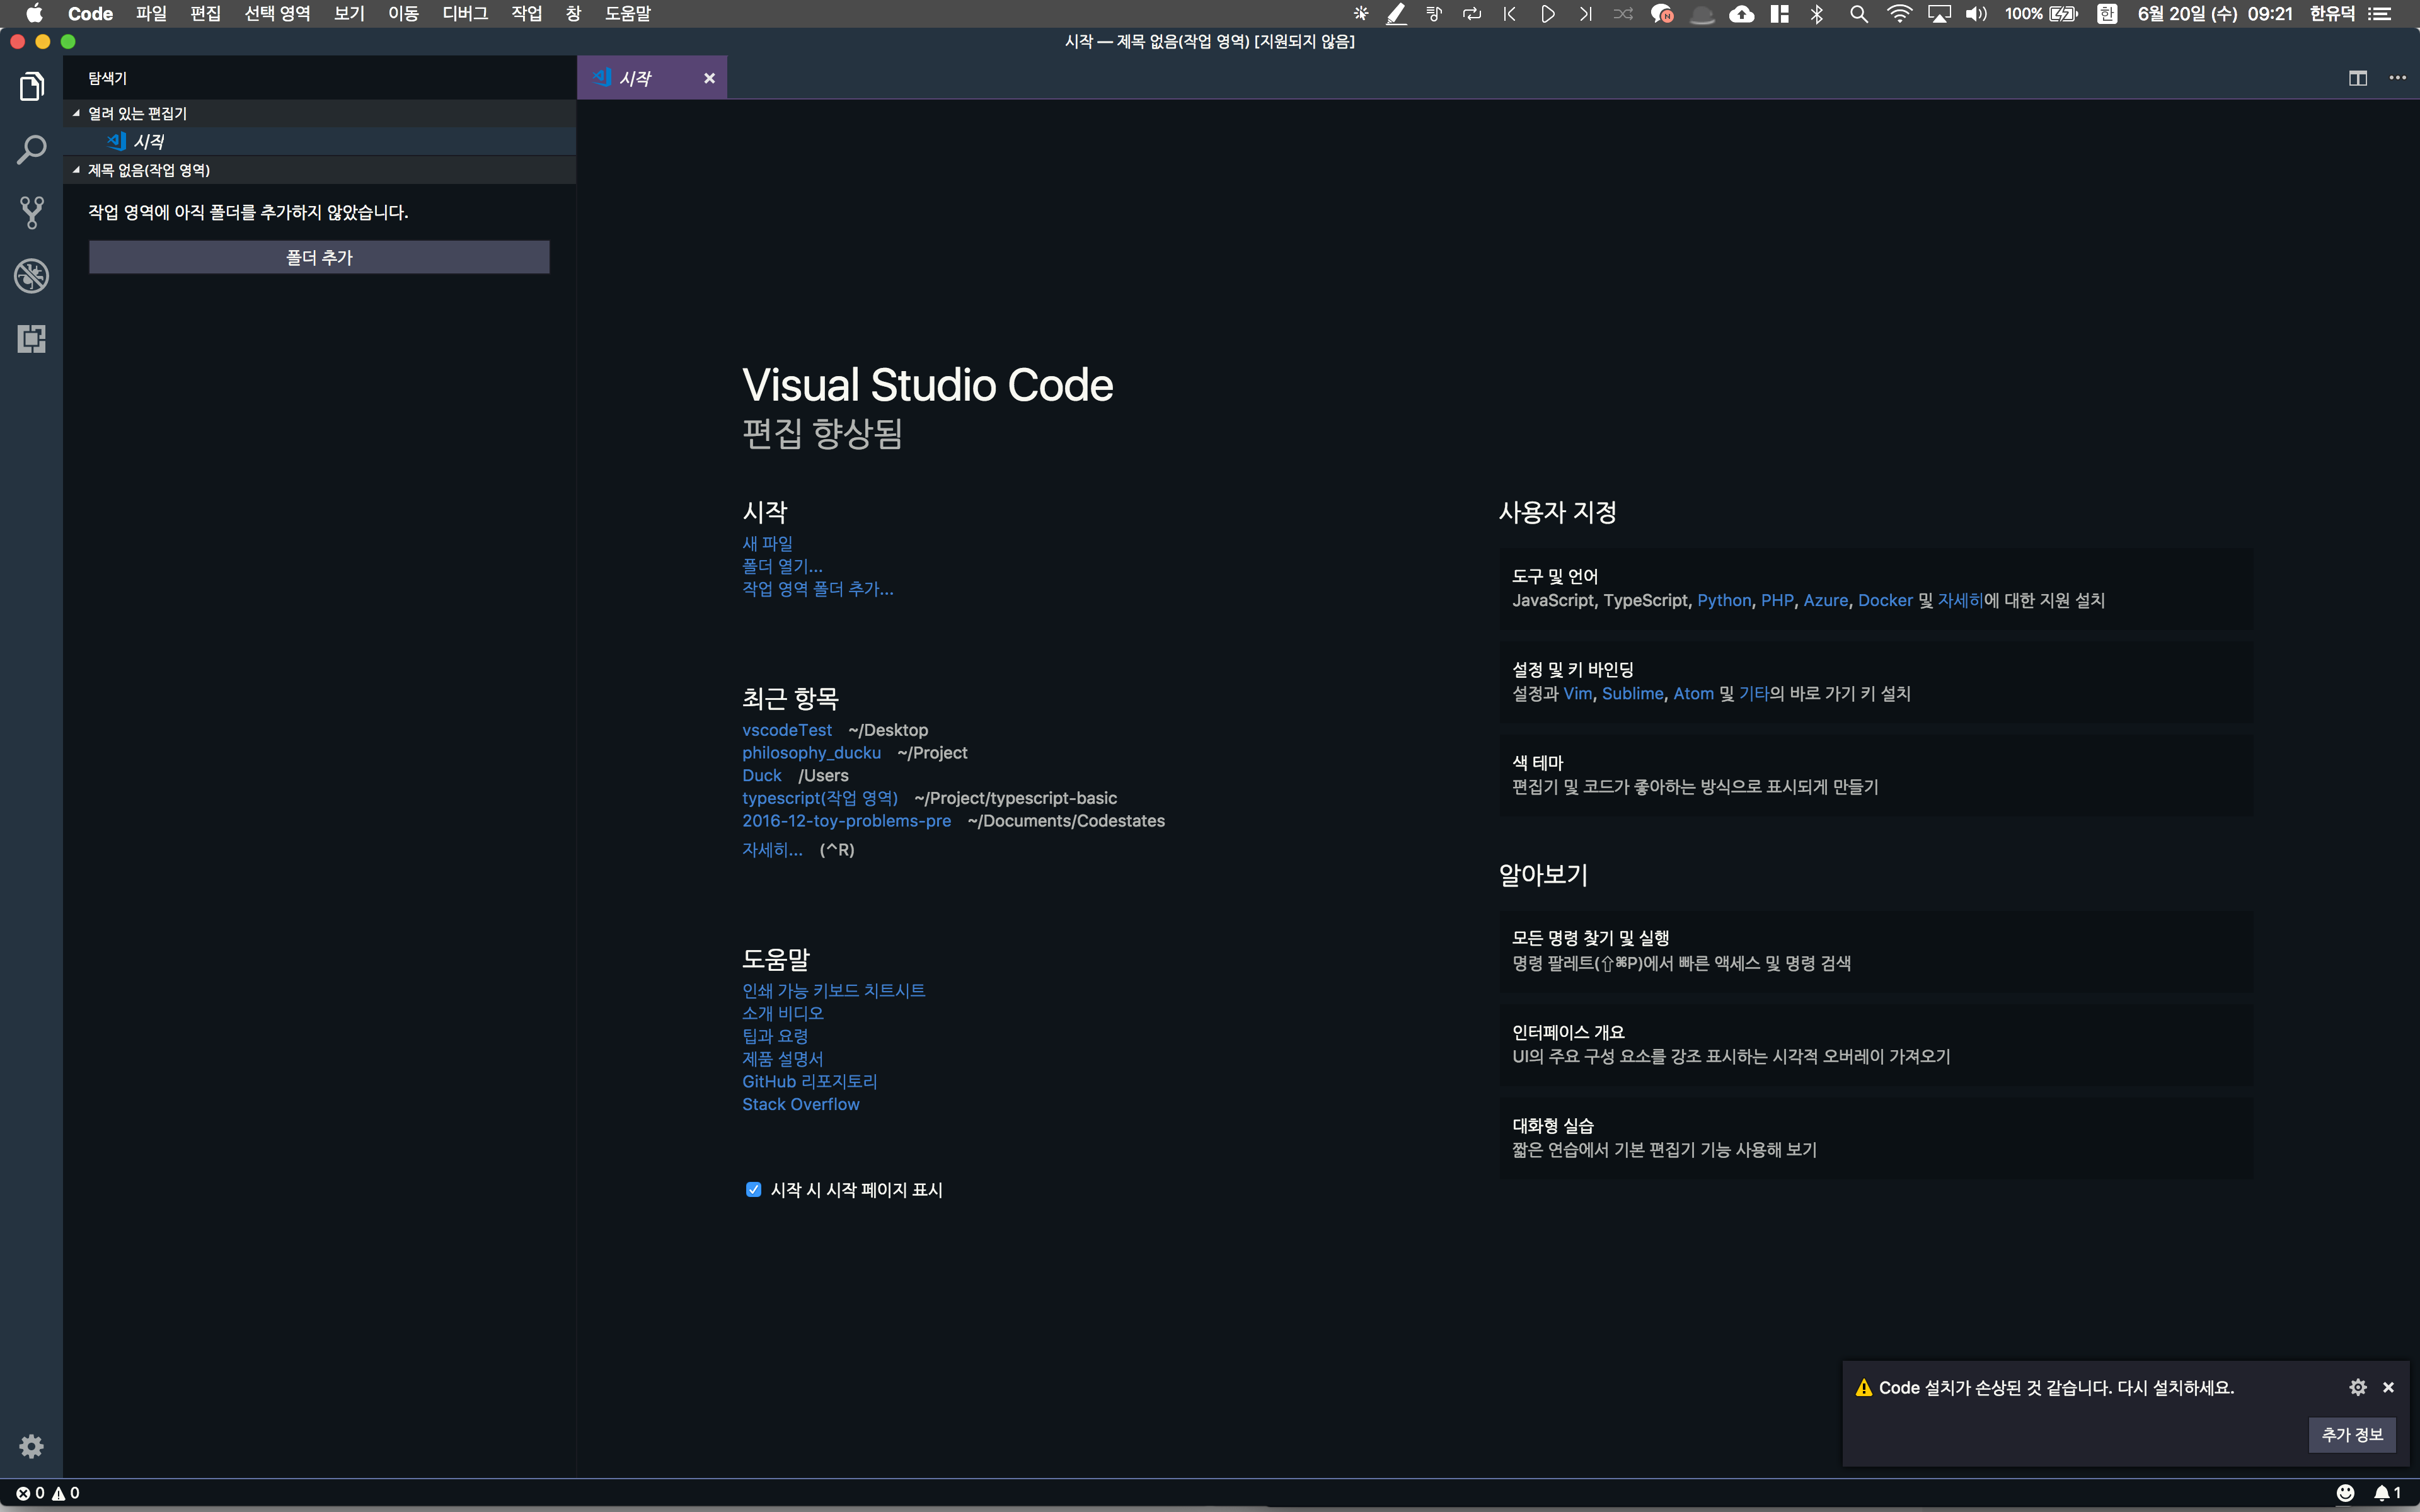 Code 파일 편집 선택 영역 보기 이동 디버그 작업 창 도움말 100% 한 6월 20일 (수) 09:21 한유덕
시작 — 제목 없음(작업 영역) [지원되지 않음]
탐색기
시작
열려 있는 편집기
시작
제목 없음(작업 영역)
작업 영역에 아직 폴더를 추가하지 않았습니다.
폴더 추가
Visual Studio Code
편집 향상됨
시작
새 파일
폴더 열기...
작업 영역 폴더 추가...
최근 항목
vscodeTest ~/Desktop
philosophy_ducku ~/Project
Duck /Users
typescript(작업 영역) ~/Project/typescript-basic
2016-12-toy-problems-pre ~/Documents/Codestates
자세히... (^R)
도움말
인쇄 가능 키보드 치트시트
소개 비디오
팁과 요령
제품 설명서
GitHub 리포지토리
Stack Overflow
시작 시 시작 페이지 표시
사용자 지정
도구 및 언어
JavaScript, TypeScript, Python, PHP, Azure, Docker 및 자세히에 대한 지원 설치
설정 및 키 바인딩
설정과 Vim, Sublime, Atom 및 기타의 바로 가기 키 설치
색 테마
편집기 및 코드가 좋아하는 방식으로 표시되게 만들기
알아보기
모든 명령 찾기 및 실행
명령 팔레트(⇧⌘P)에서 빠른 액세스 및 명령 검색
인터페이스 개요
UI의 주요 구성 요소를 강조 표시하는 시각적 오버레이 가져오기
대화형 실습
짧은 연습에서 기본 편집기 기능 사용해 보기
Code 설치가 손상된 것 같습니다. 다시 설치하세요.
추가 정보
0 0 1